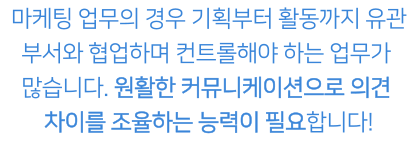 마케팅 업무의 경우 기획부터 활동까지 유관
부서와 협업하며 컨트롤해야 하는 업무가
많습니다. 원활한 커뮤니케이션으로 의견
차이를 조율하는 능력이 필요합니다!